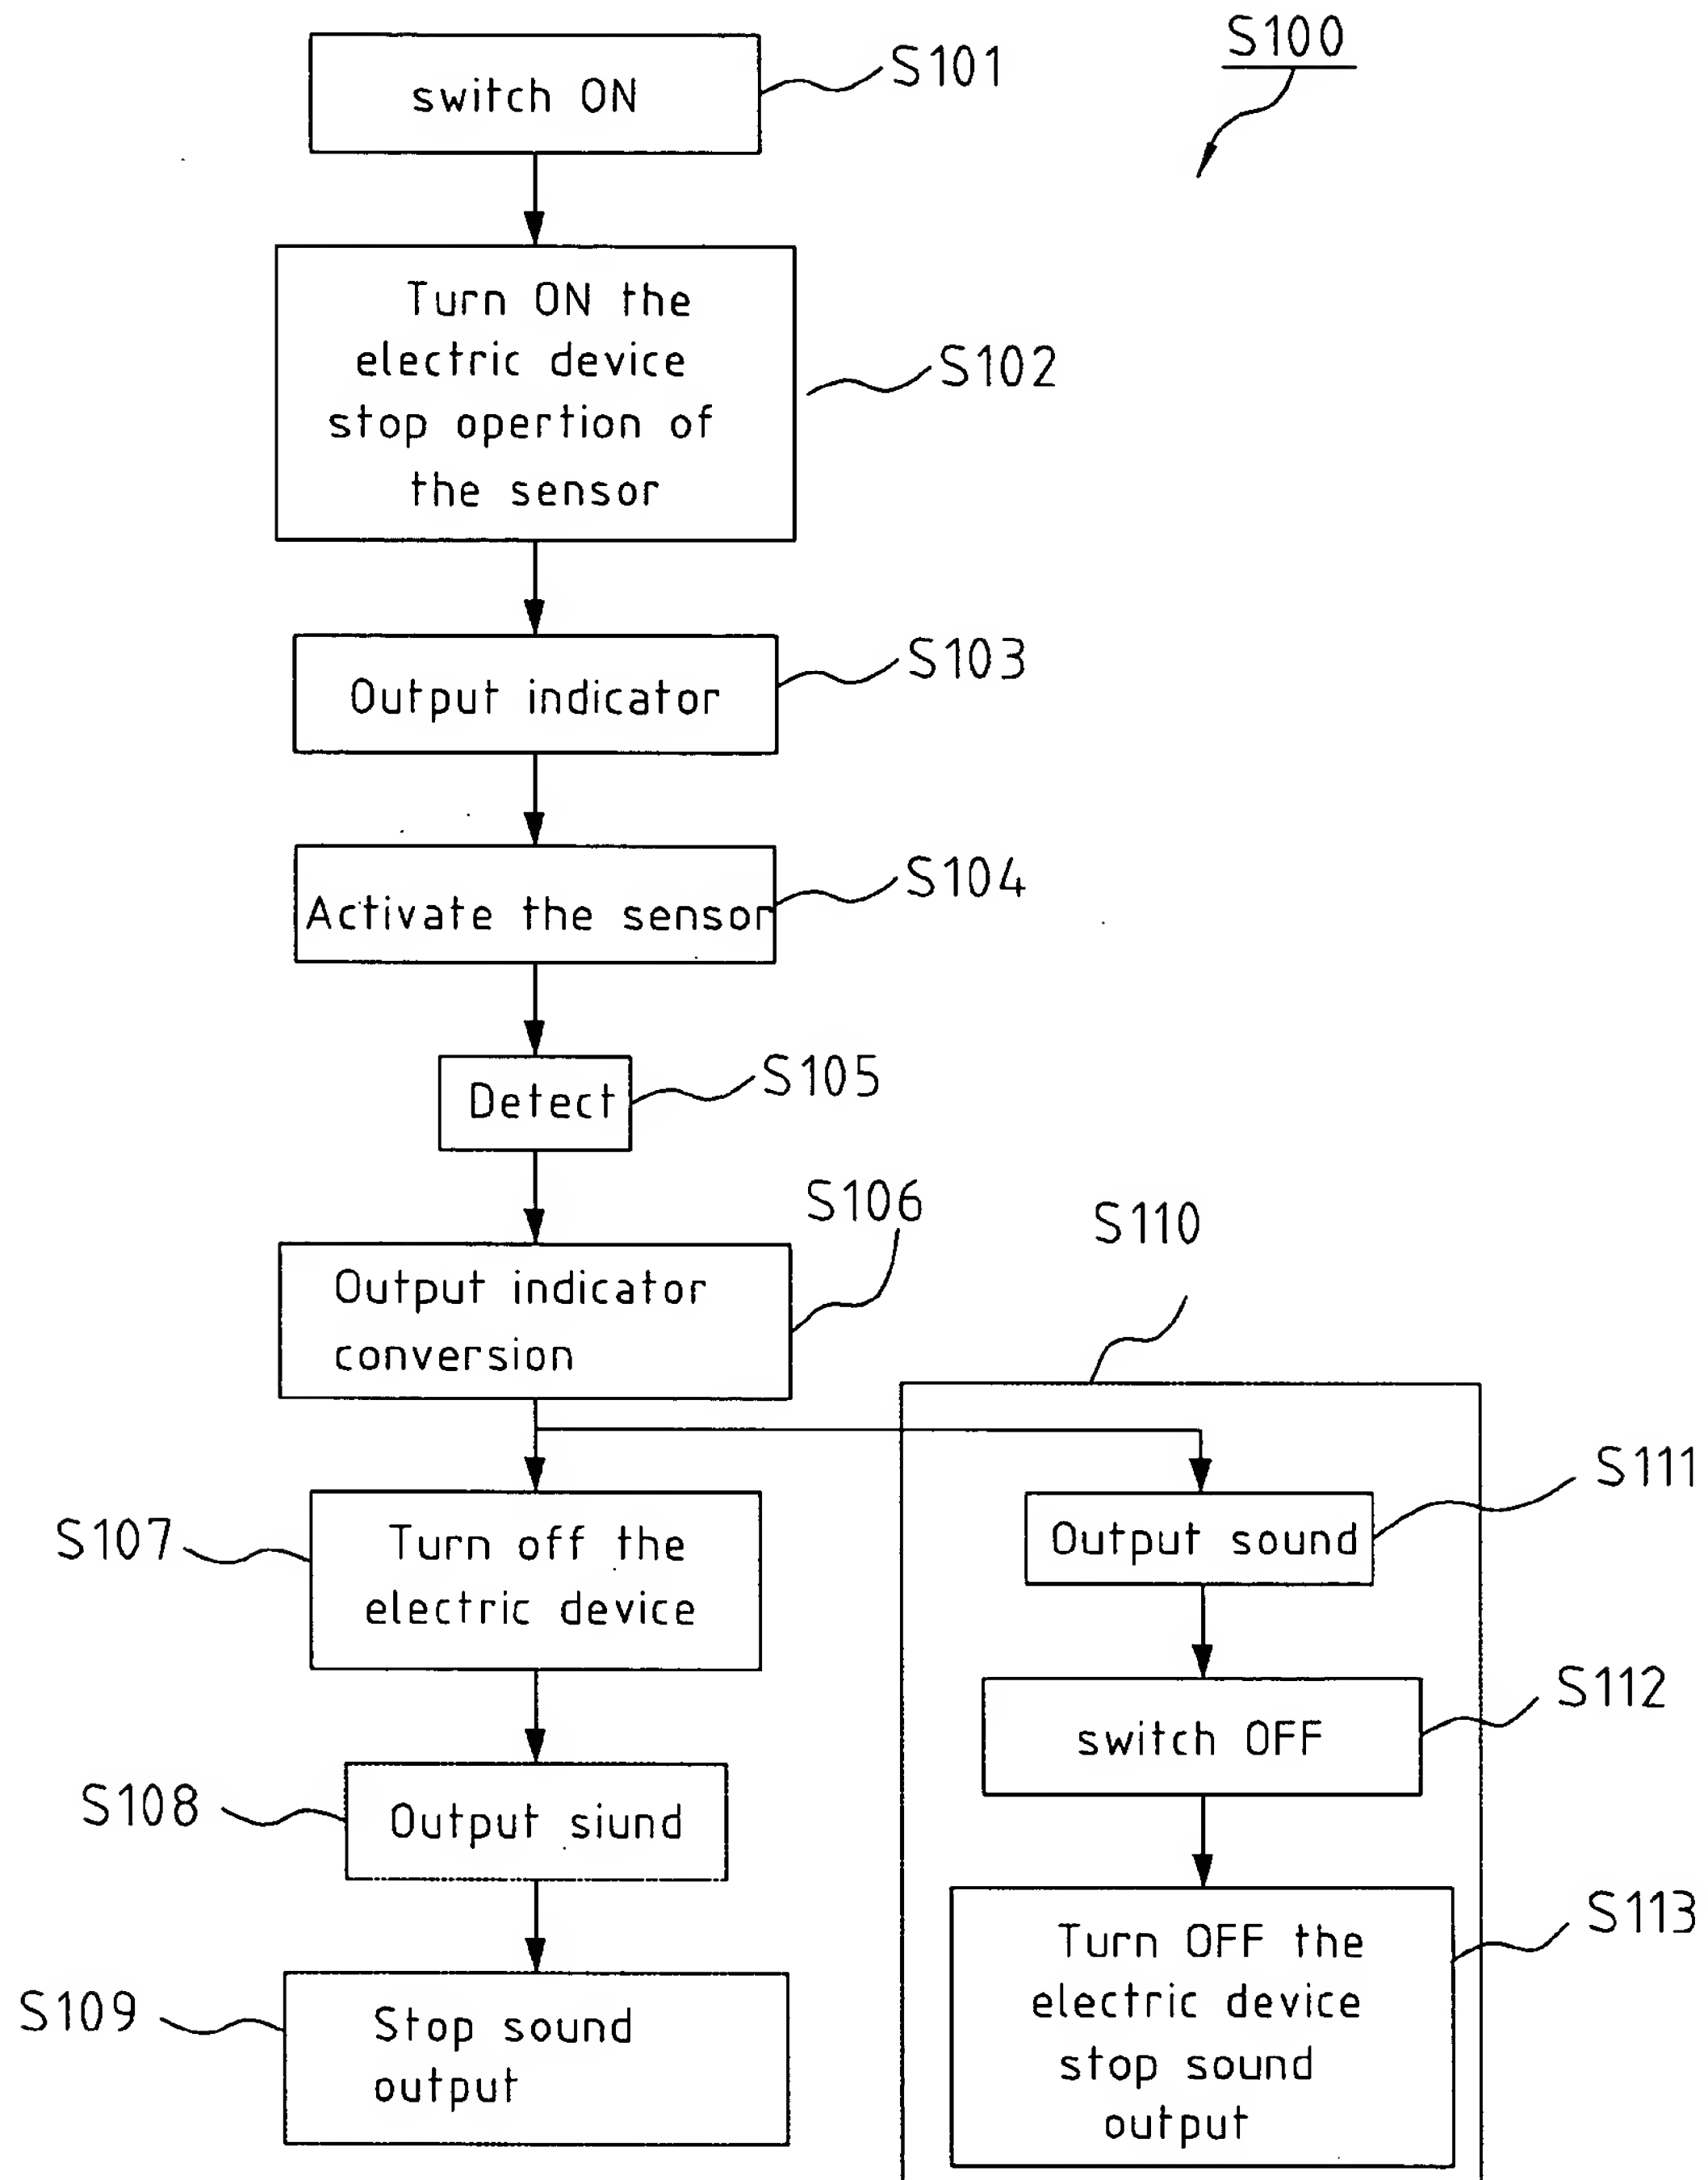 S100
switch ON
S101
Turn ON the
electric device
stop opertion of
the sensor
S102
Output indicator
S103
Activate the sensor
S104
Detect
S105
Output indicator
conversion
S106
S107
Turn off the
electric device
S108
Output siund
S109
Stop sound
output
S110
Output sound
S111
switch OFF
S112
Turn OFF the
electric device
stop sound
output
S113